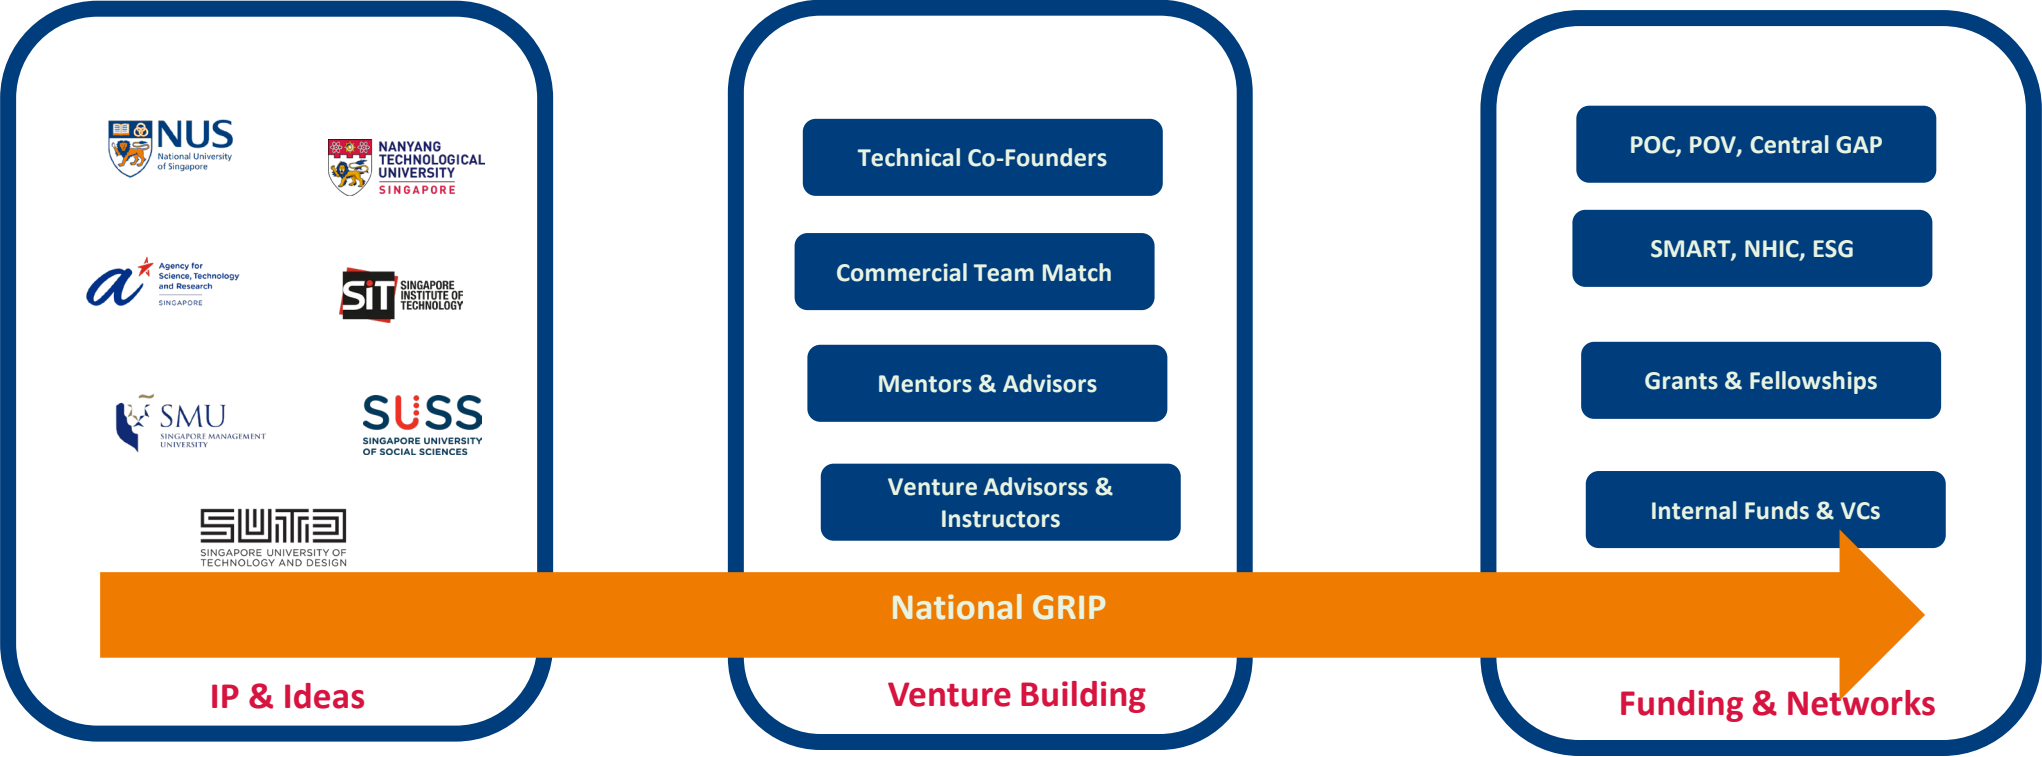 NUS
National University
of Singapore
NANYANG
TECHNOLOGICAL
UNIVERSITY
SINGAPORE
a
Agency for
Science, Technology
and Research
SINGAPORE
SiT
SINGAPORE
INSTITUTE OF
TECHNOLOGY
SMU
SINGAPORE MANAGEMENT
UNIVERSITY
SUSS
SINGAPORE UNIVERSITY
OF SOCIAL SCIENCES
SUTD
SINGAPORE UNIVERSITY OF
TECHNOLOGY AND DESIGN
IP & Ideas
Technical Co-Founders
Commercial Team Match
Mentors & Advisors
Venture Advisorss &
Instructors
National GRIP
Venture Building
POC, POV, Central GAP
SMART, NHIC, ESG
Grants & Fellowships
Internal Funds & VCs
Funding & Networks